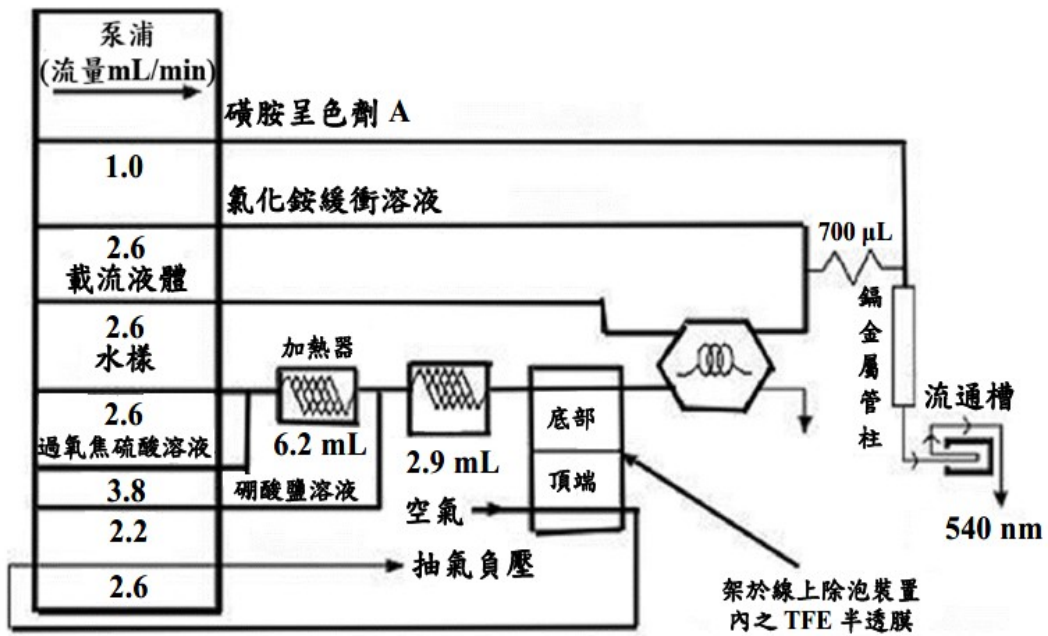 泵浦
(流量mL/min)
磺胺呈色劑 A
1.0
氯化銨緩衝溶液
2.6
載流液體
700 μL
2.6
水樣
加熱器
鎘金屬管柱
2.6
過氧焦硫酸溶液
6.2 mL
2.9 mL
底部
流通槽
3.8
硼酸鹽溶液
頂端
空氣
2.2
540 nm
抽氣負壓
2.6
架於線上除泡裝置
內之 TFE 半透膜